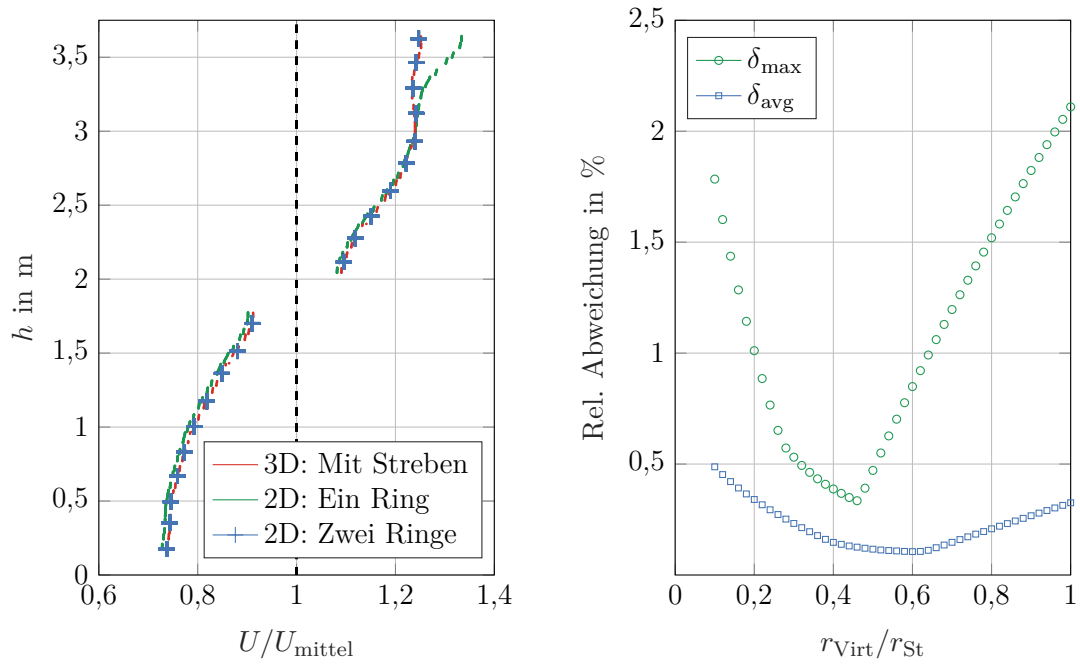 3,5
3
2,5
2
1,5
1
0,5
0
0,6
0,8
1
1,2
1,4
h in m
U/U_mittel
3D: Mit Streben
2D: Ein Ring
2D: Zwei Ringe
2,5
2
1,5
1
0,5
0
0,2
0,4
0,6
0,8
1
Rel. Abweichung in %
r_Virt/r_St
δ_max
δ_avg